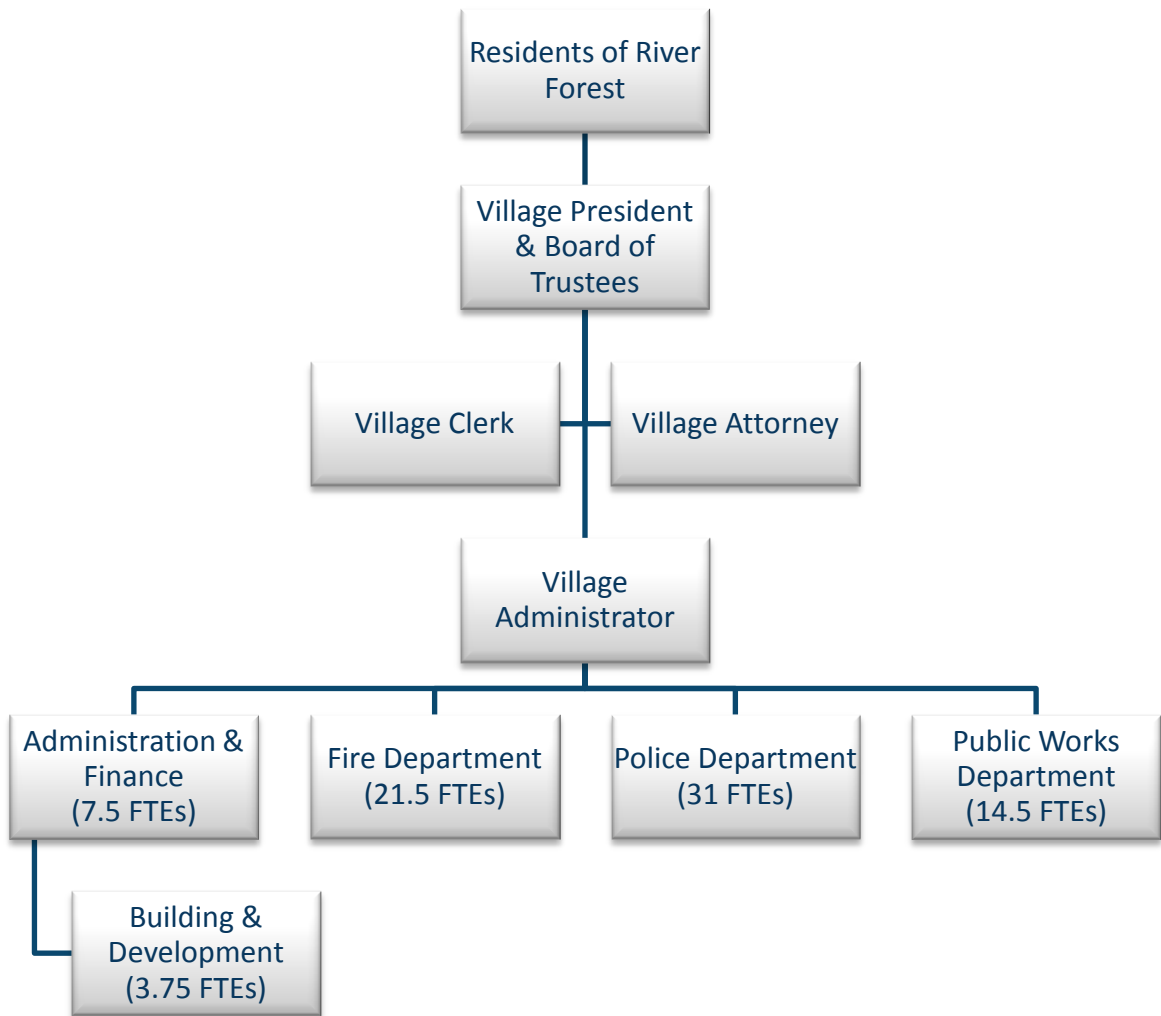 Residents of River
Forest
Village President
& Board of
Trustees
Village Clerk
Village Attorney
Village
Administrator
Administration &
Finance
(7.5 FTEs)
Fire Department
(21.5 FTEs)
Police Department
(31 FTEs)
Public Works
Department
(14.5 FTEs)
Building &
Development
(3.75 FTEs)